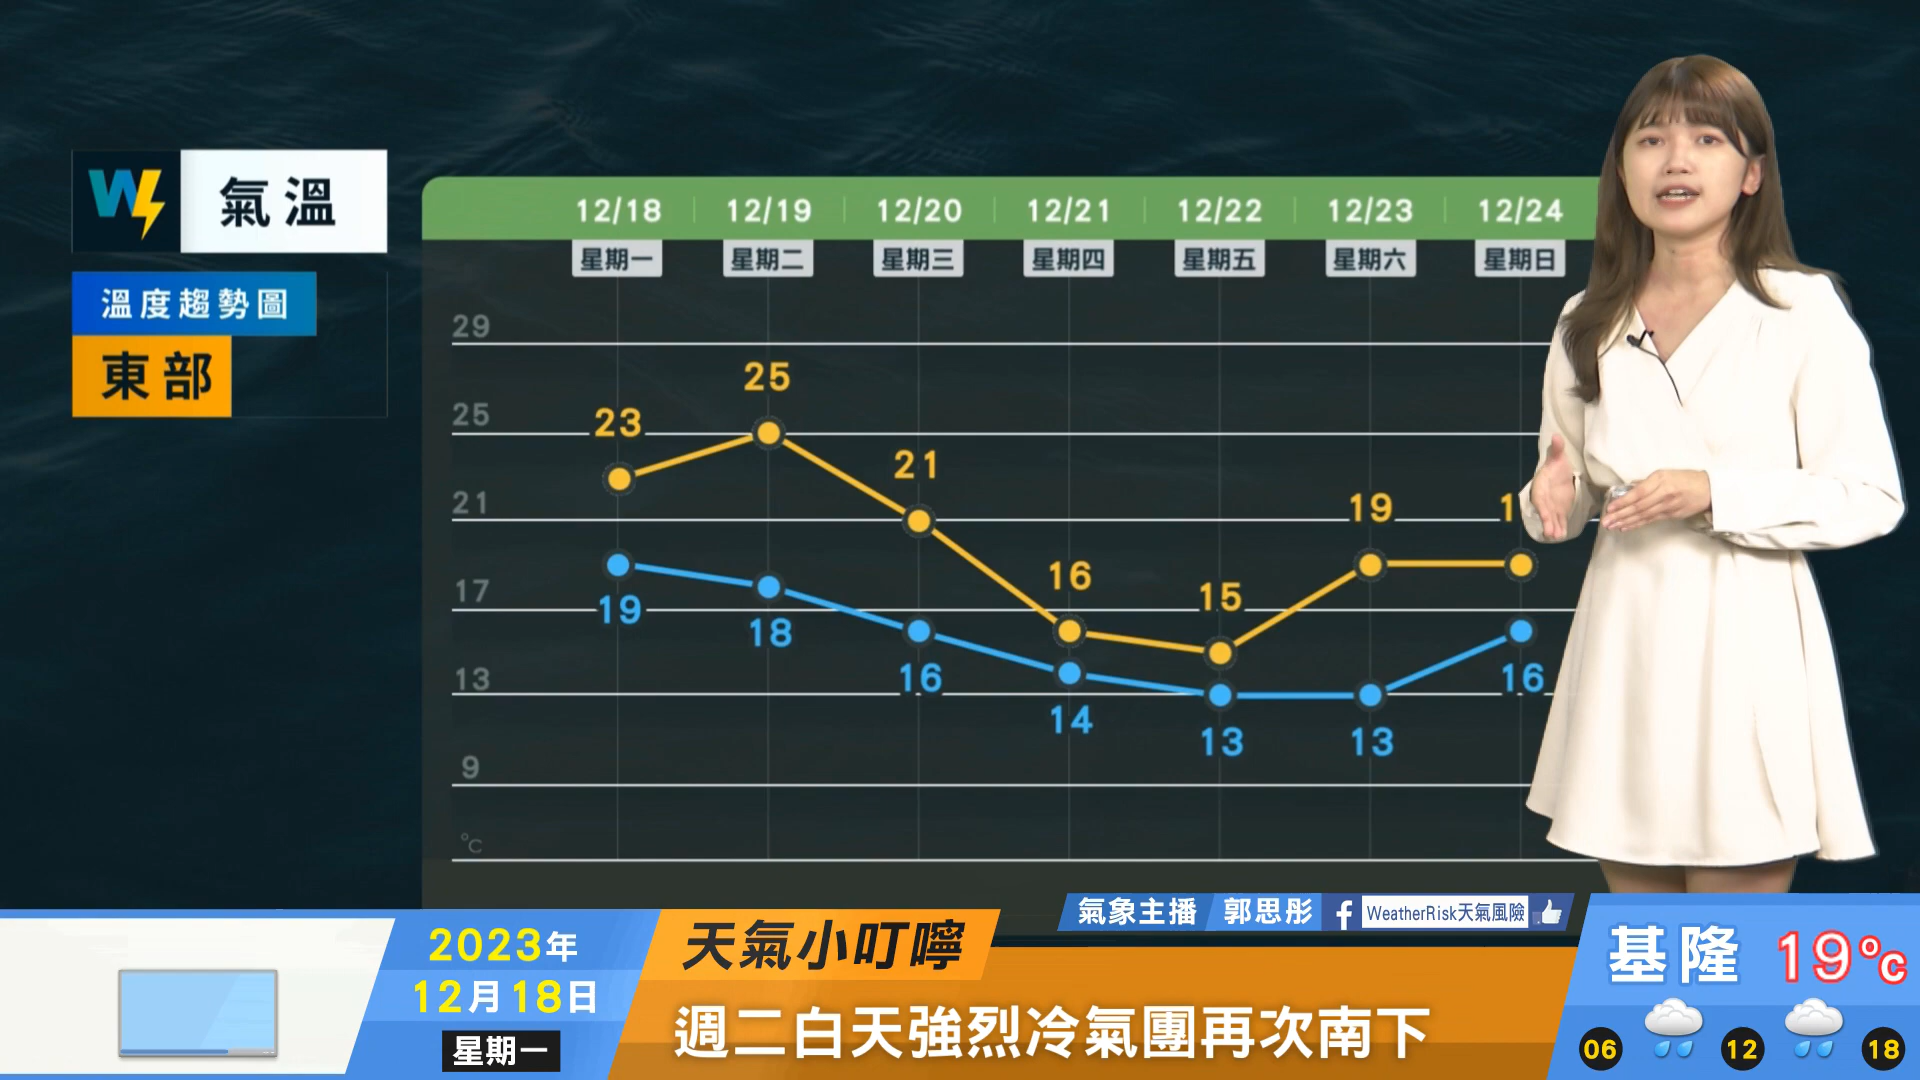 氣溫
溫度趨勢圖
東部
12/18 12/19 12/20 12/21 12/22 12/23 12/24
星期一 星期二 星期三 星期四 星期五 星期六 星期日
29
25
23
25
21
21
19
17
16
15
19
18
16
14
13
13
16
13
9
°C
氣象主播 郭思彤 f WeatherRisk天氣風險
2023年
12月18日
星期一
天氣小叮嚀
週二白天強烈冷氣團再次南下
基隆 19°C
06 12 18